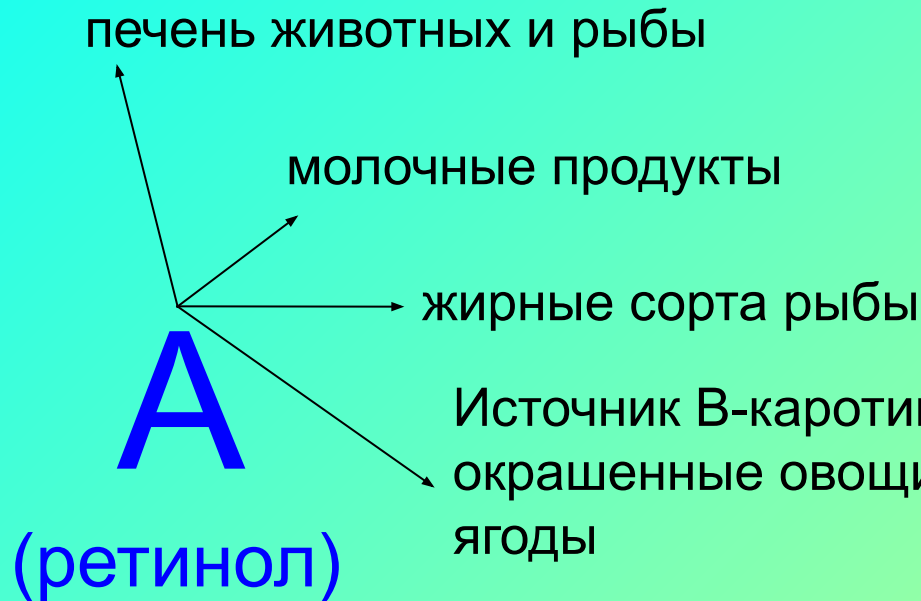 печень животных и рыбы
молочные продукты
жирные сорта рыбы
Источник В-кароти
окрашенные овощи
ягоды
А
(ретинол)